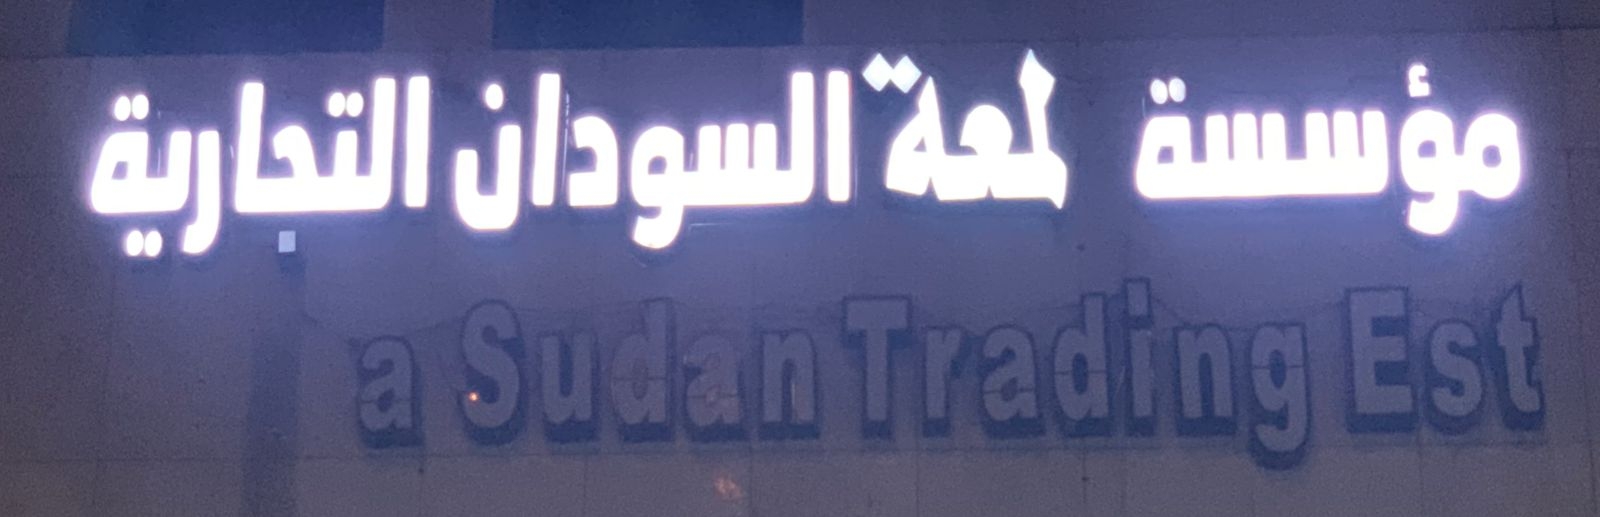 مؤسسة لمعة السودان التجارية
a Sudan Trading Est